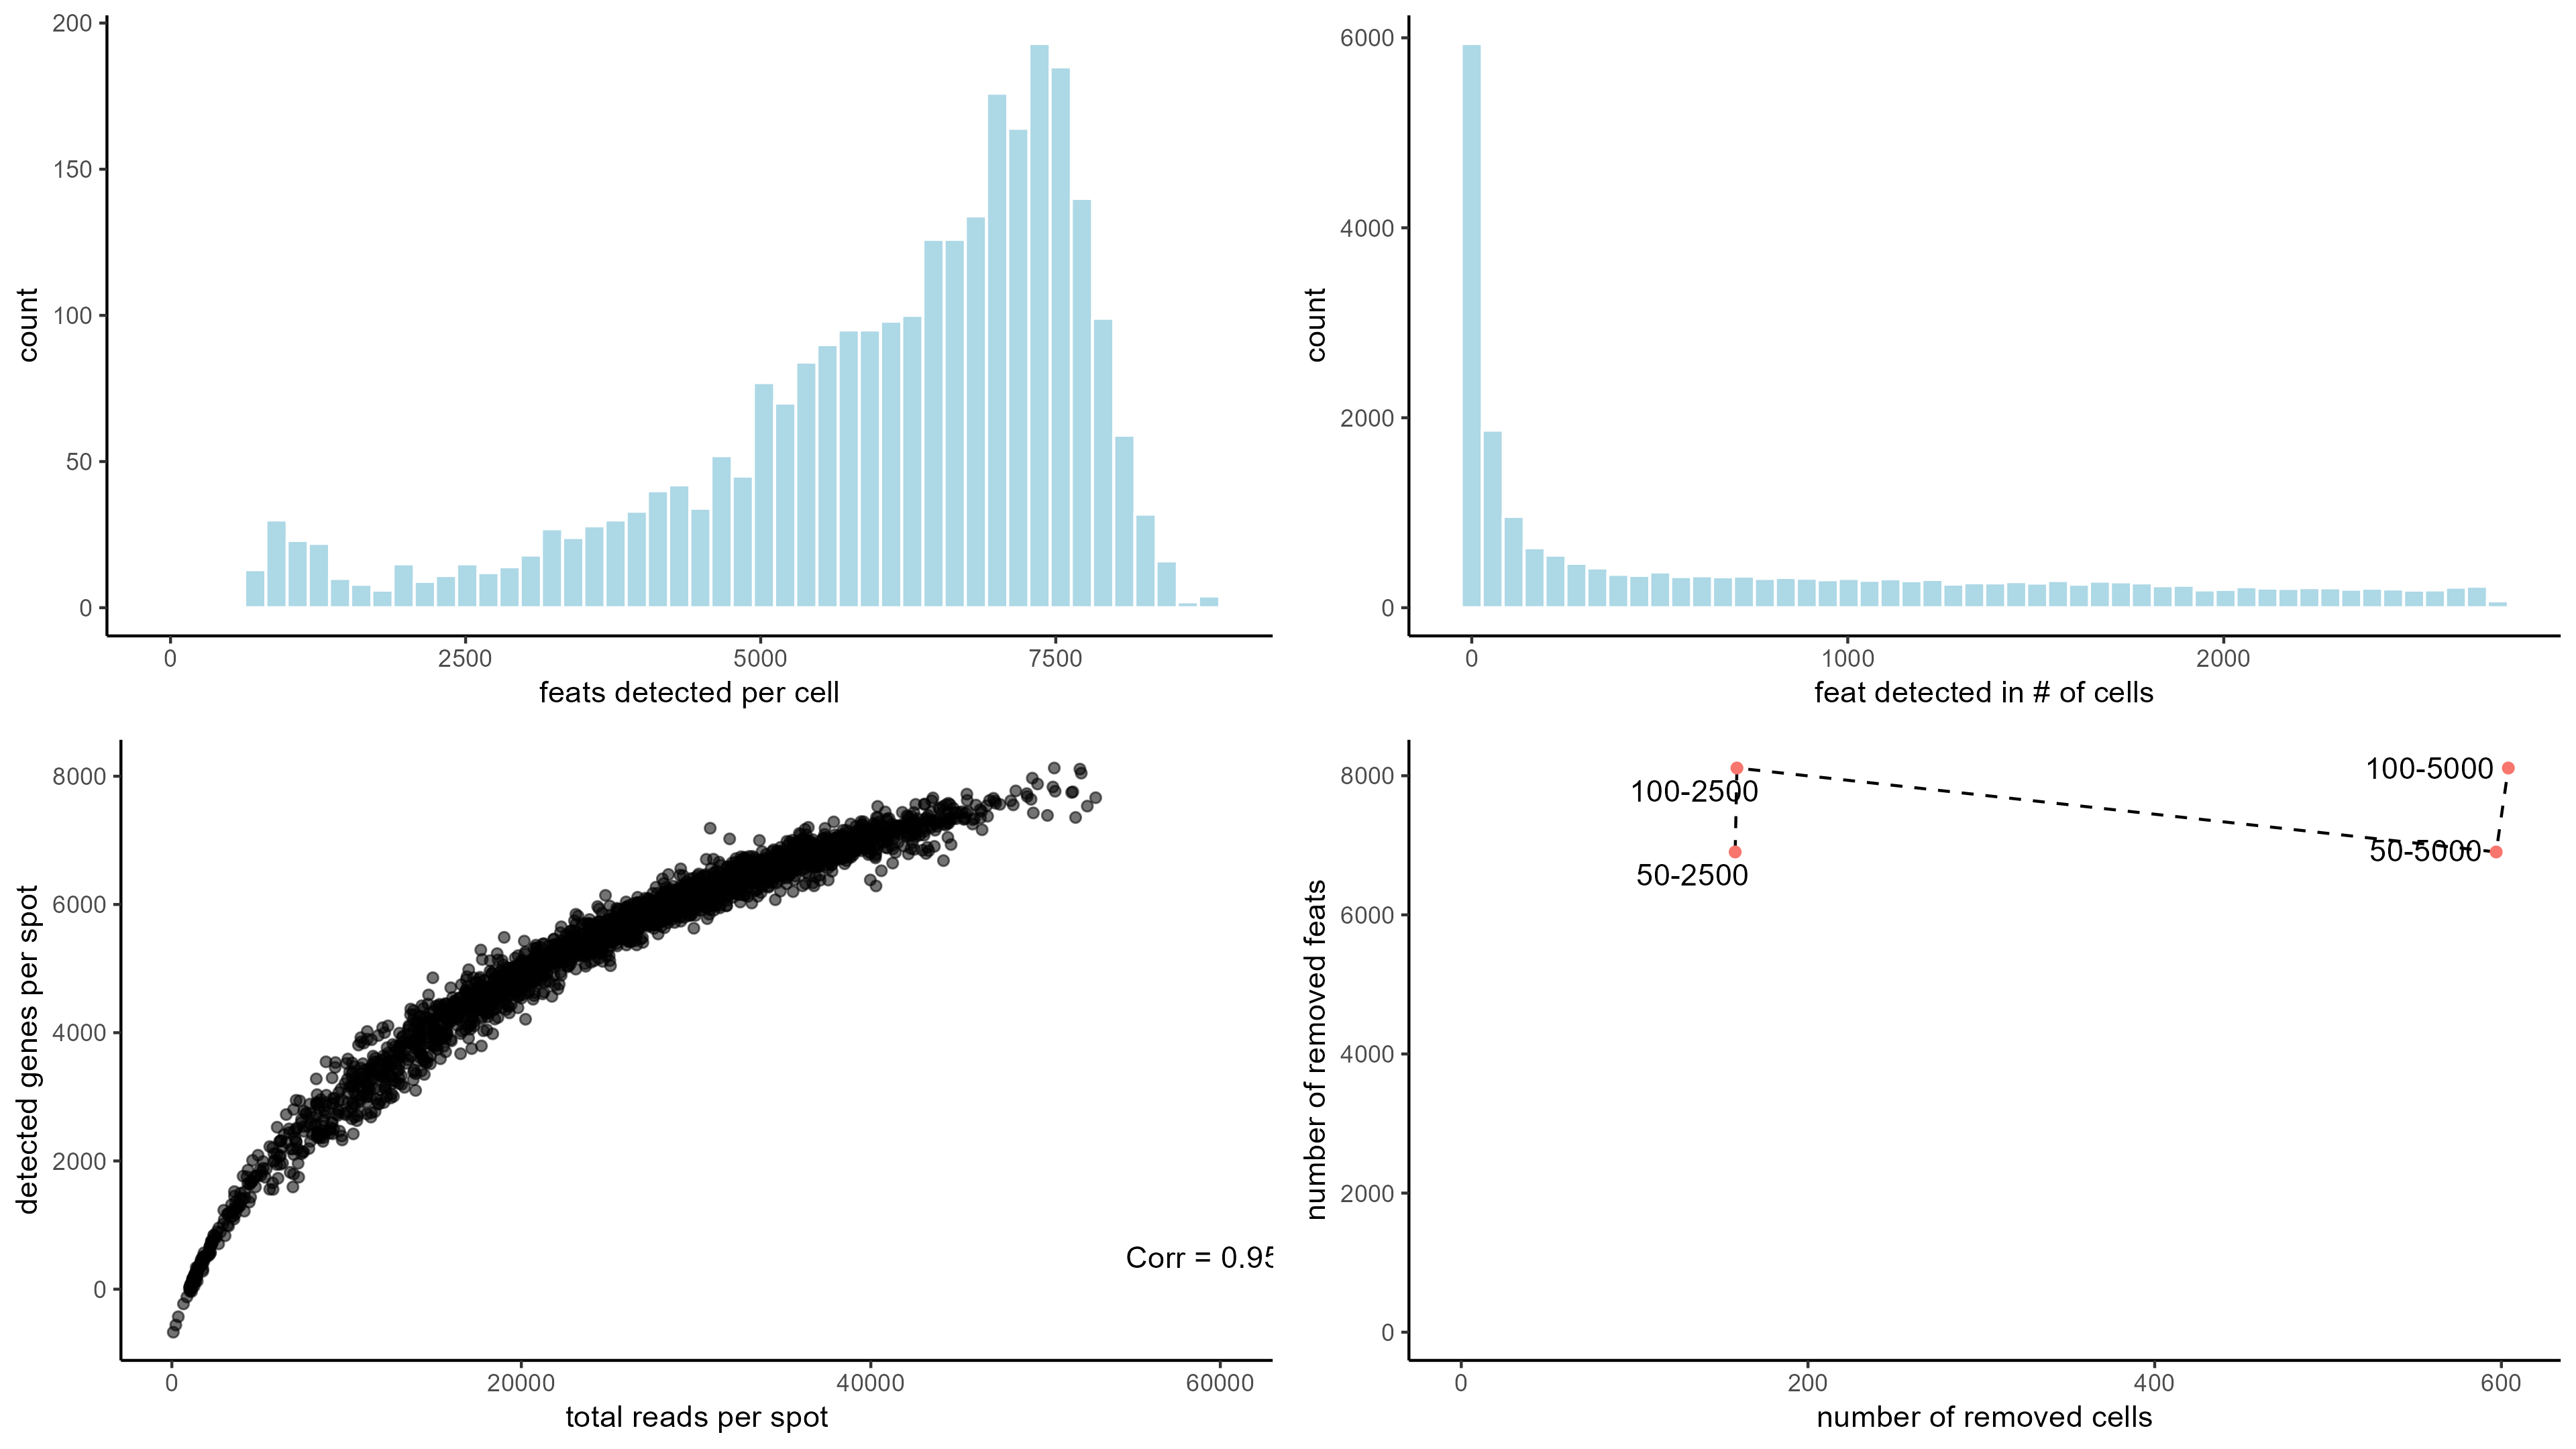 200
150
100
50
0
count
0 2500 5000 7500
feats detected per cell
6000
4000
2000
0
count
0 1000 2000
feat detected in # of cells
8000
6000
4000
2000
0
detected genes per spot
Corr = 0.95
0 20000 40000 60000
total reads per spot
8000
6000
4000
2000
0
number of removed feats
100-2500
100-5000
50-2500
50-5000
0 200 400 600
number of removed cells